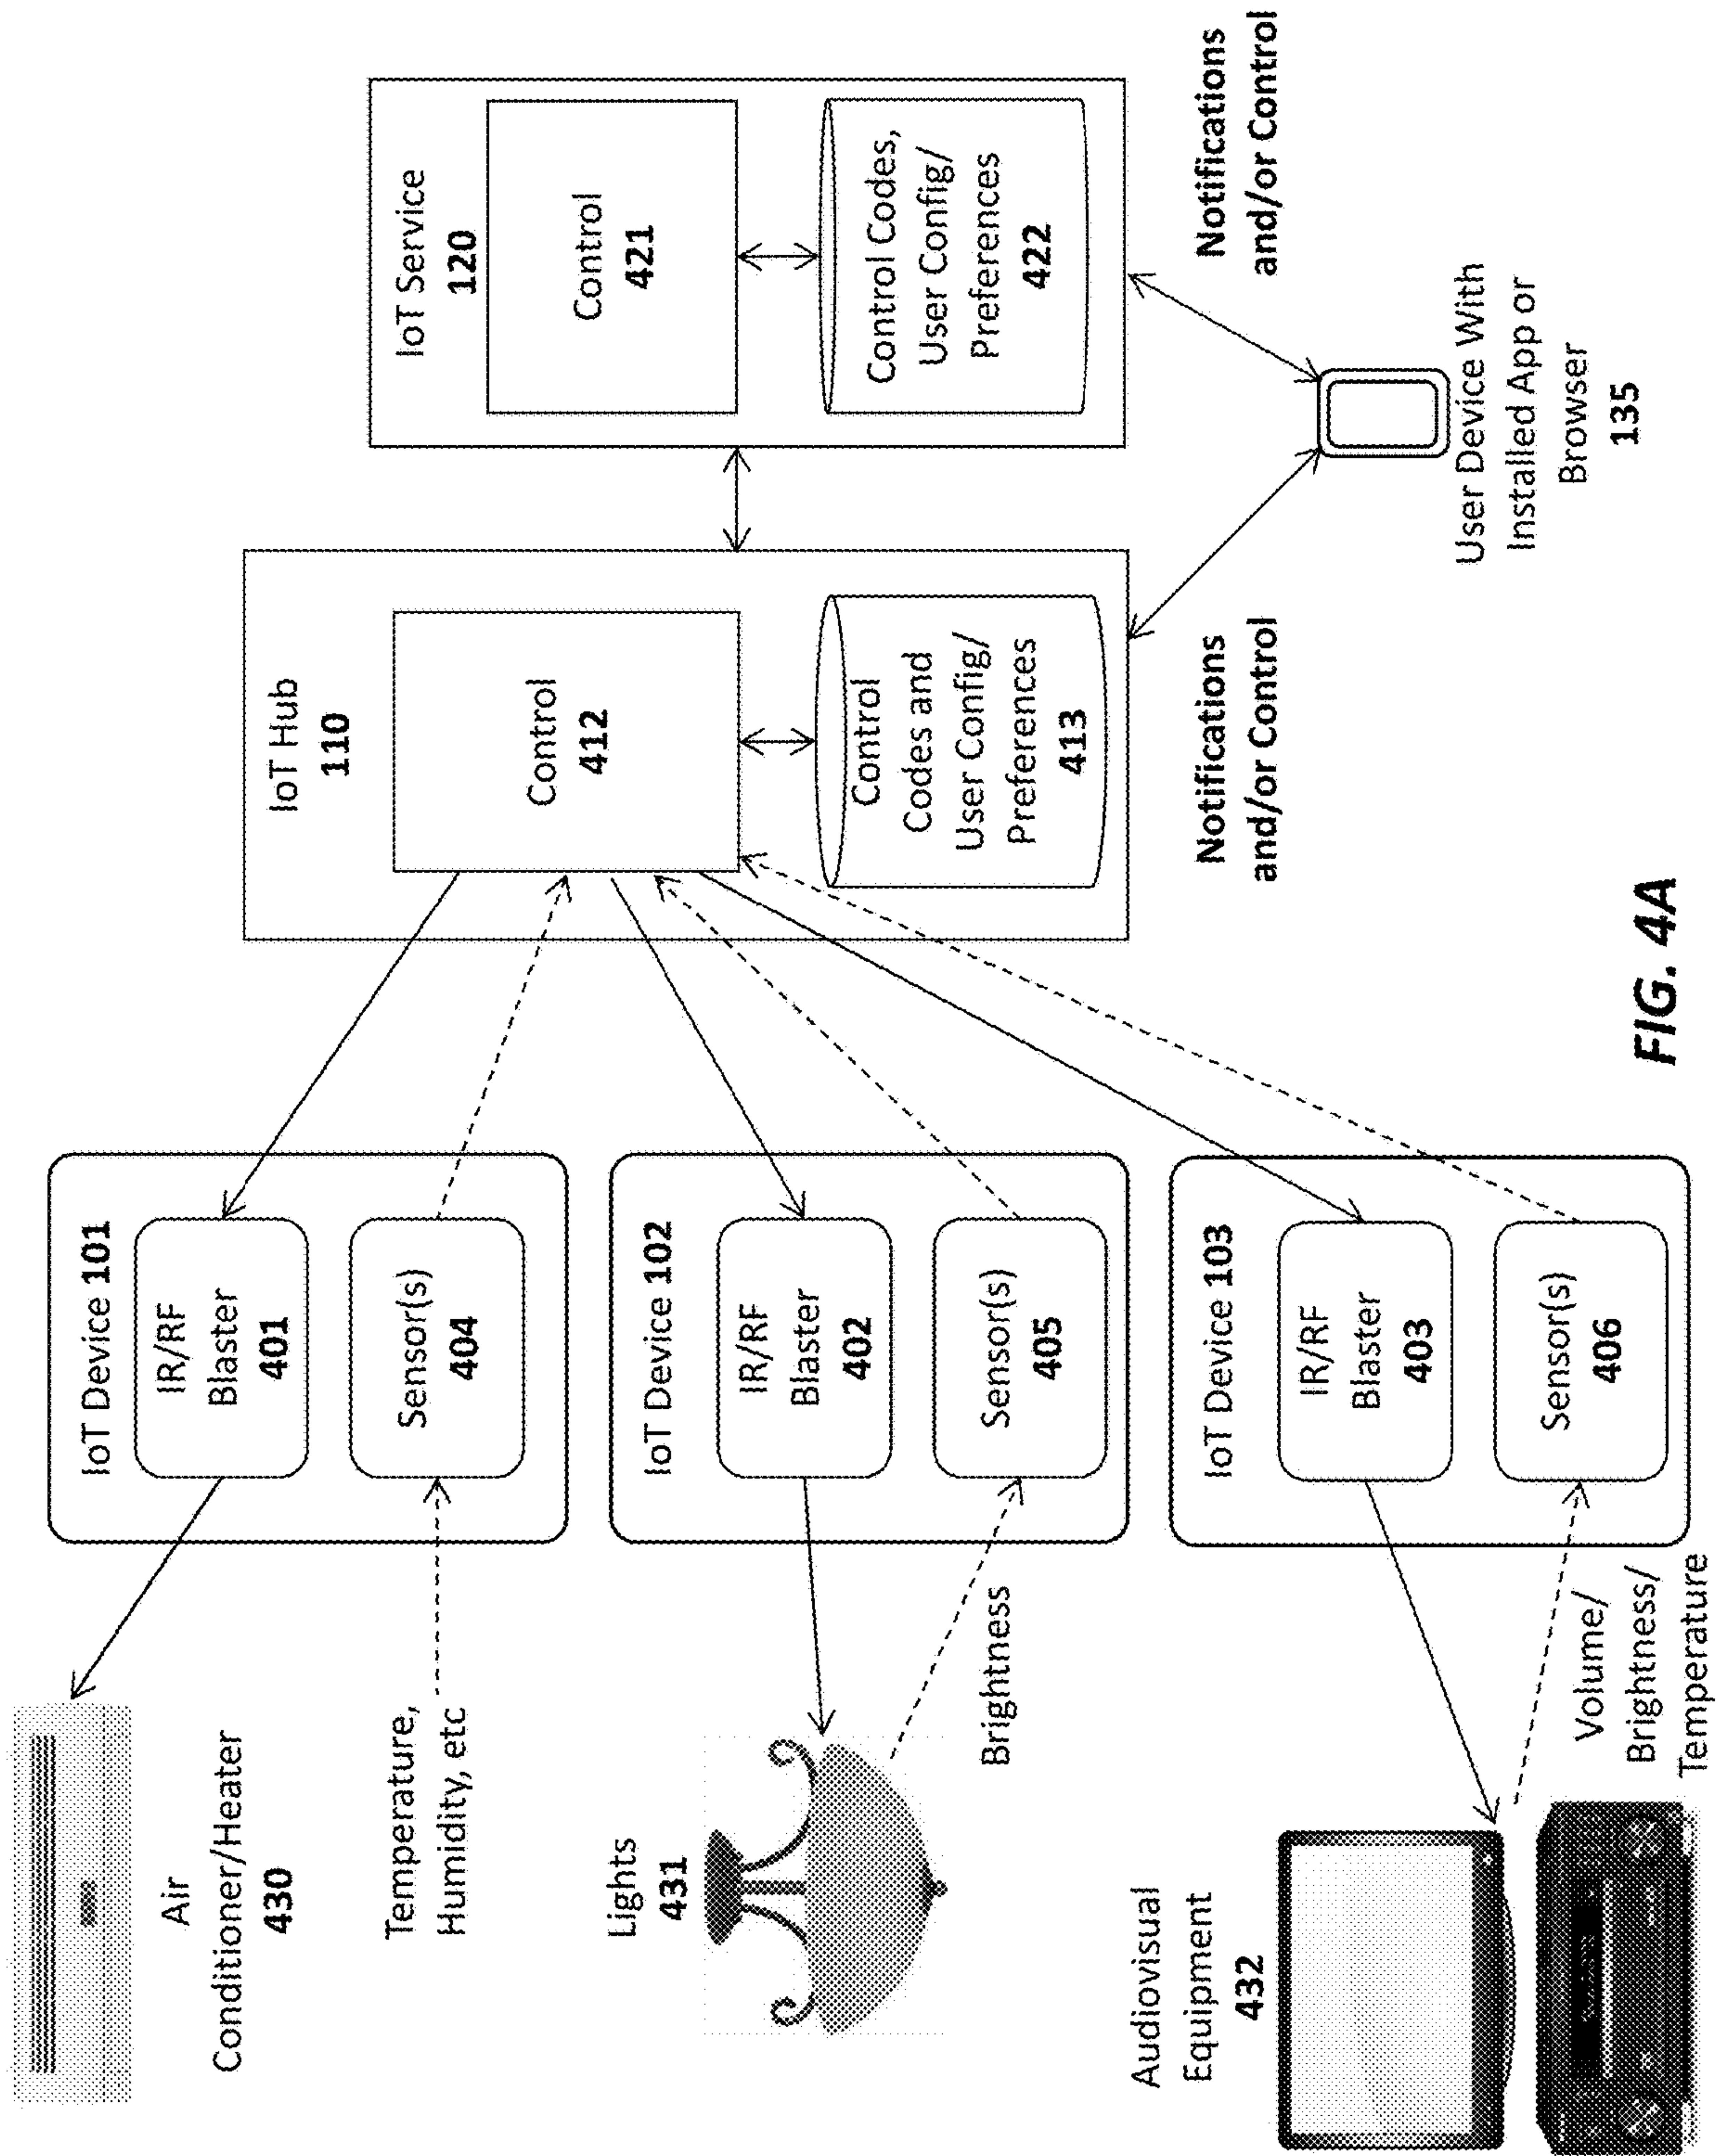 Air
Conditioner/Heater
430
Temperature,
Humidity, etc
Lights
431
Brightness
Audiovisual
Equipment
432
Volume/
Brightness/
Temperature
IoT Device 101
IR/RF
Blaster
401
Sensor(s)
404
IoT Device 102
IR/RF
Blaster
402
Sensor(s)
405
IoT Device 103
IR/RF
Blaster
403
Sensor(s)
406
IoT Hub
110
Control
412
Control
Codes and
User Config/
Preferences
413
Notifications
and/or Control
IoT Service
120
Control
421
Control Codes,
User Config/
Preferences
422
Notifications
and/or Control
User Device With
Installed App or
Browser
135
FIG. 4A